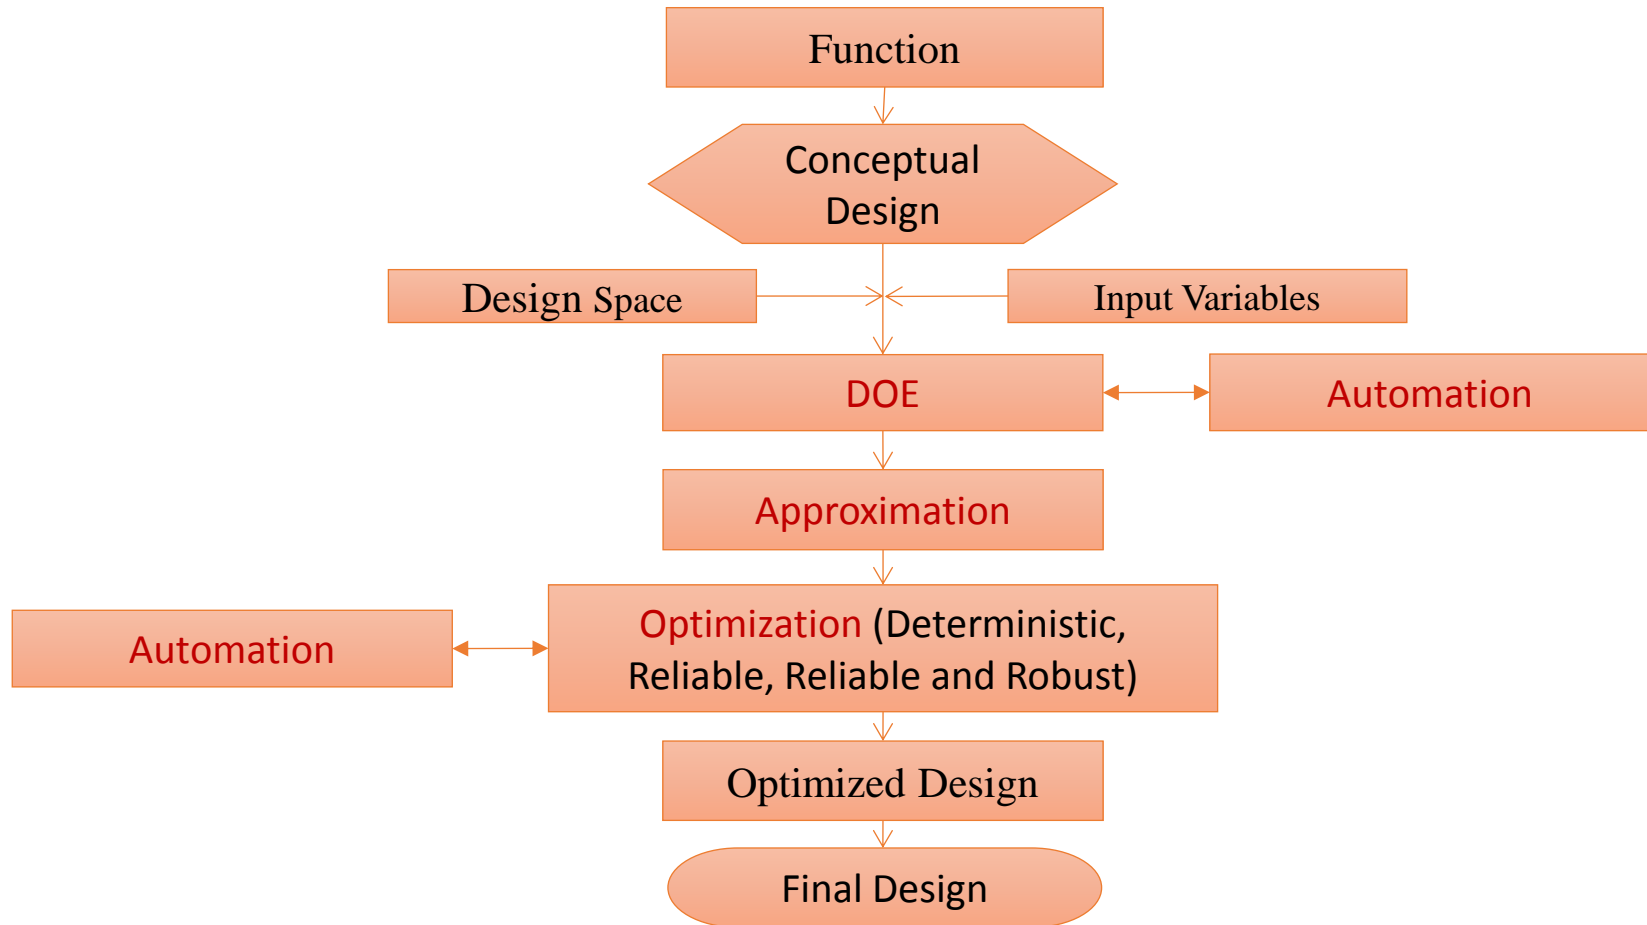 Function
Conceptual
Design
Design Space
Input Variables
DOE
Automation
Approximation
Optimization (Deterministic,
Reliable, Reliable and Robust)
Automation
Optimized Design
Final Design